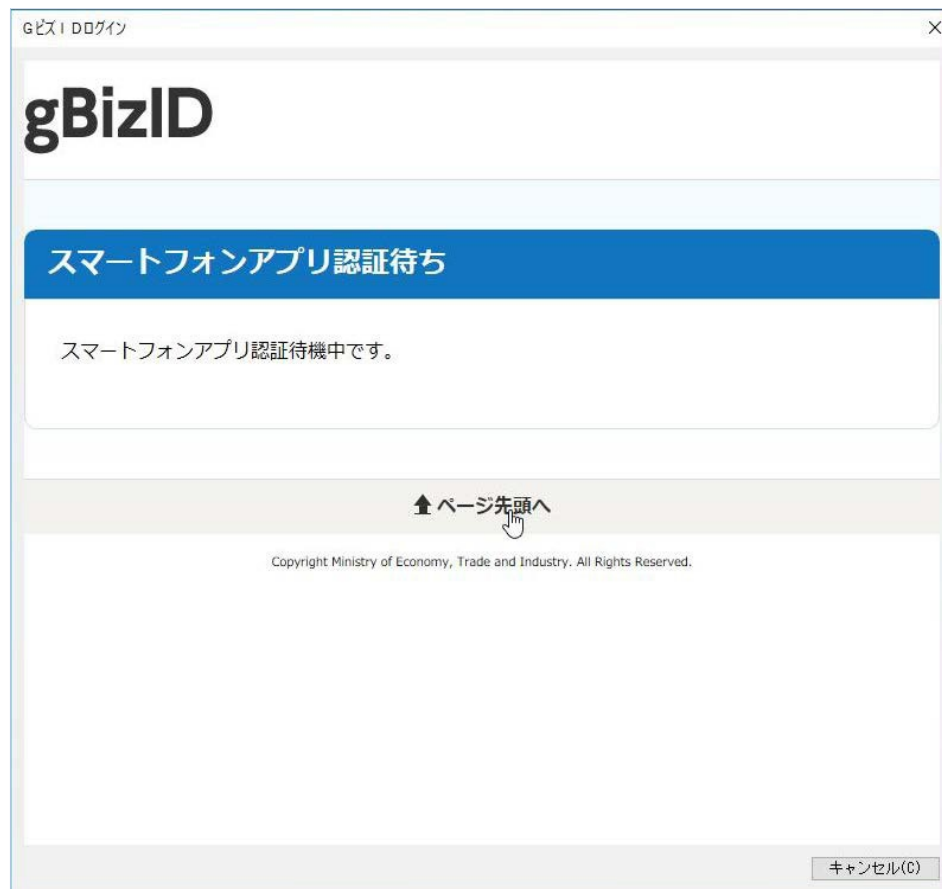 GビズIDログイン
gBizID
スマートフォンアプリ認証待ち
スマートフォンアプリ認証待機中です。
ページ先頭へ
Copyright Ministry of Economy, Trade and Industry. All Rights Reserved.
キャンセル(C)